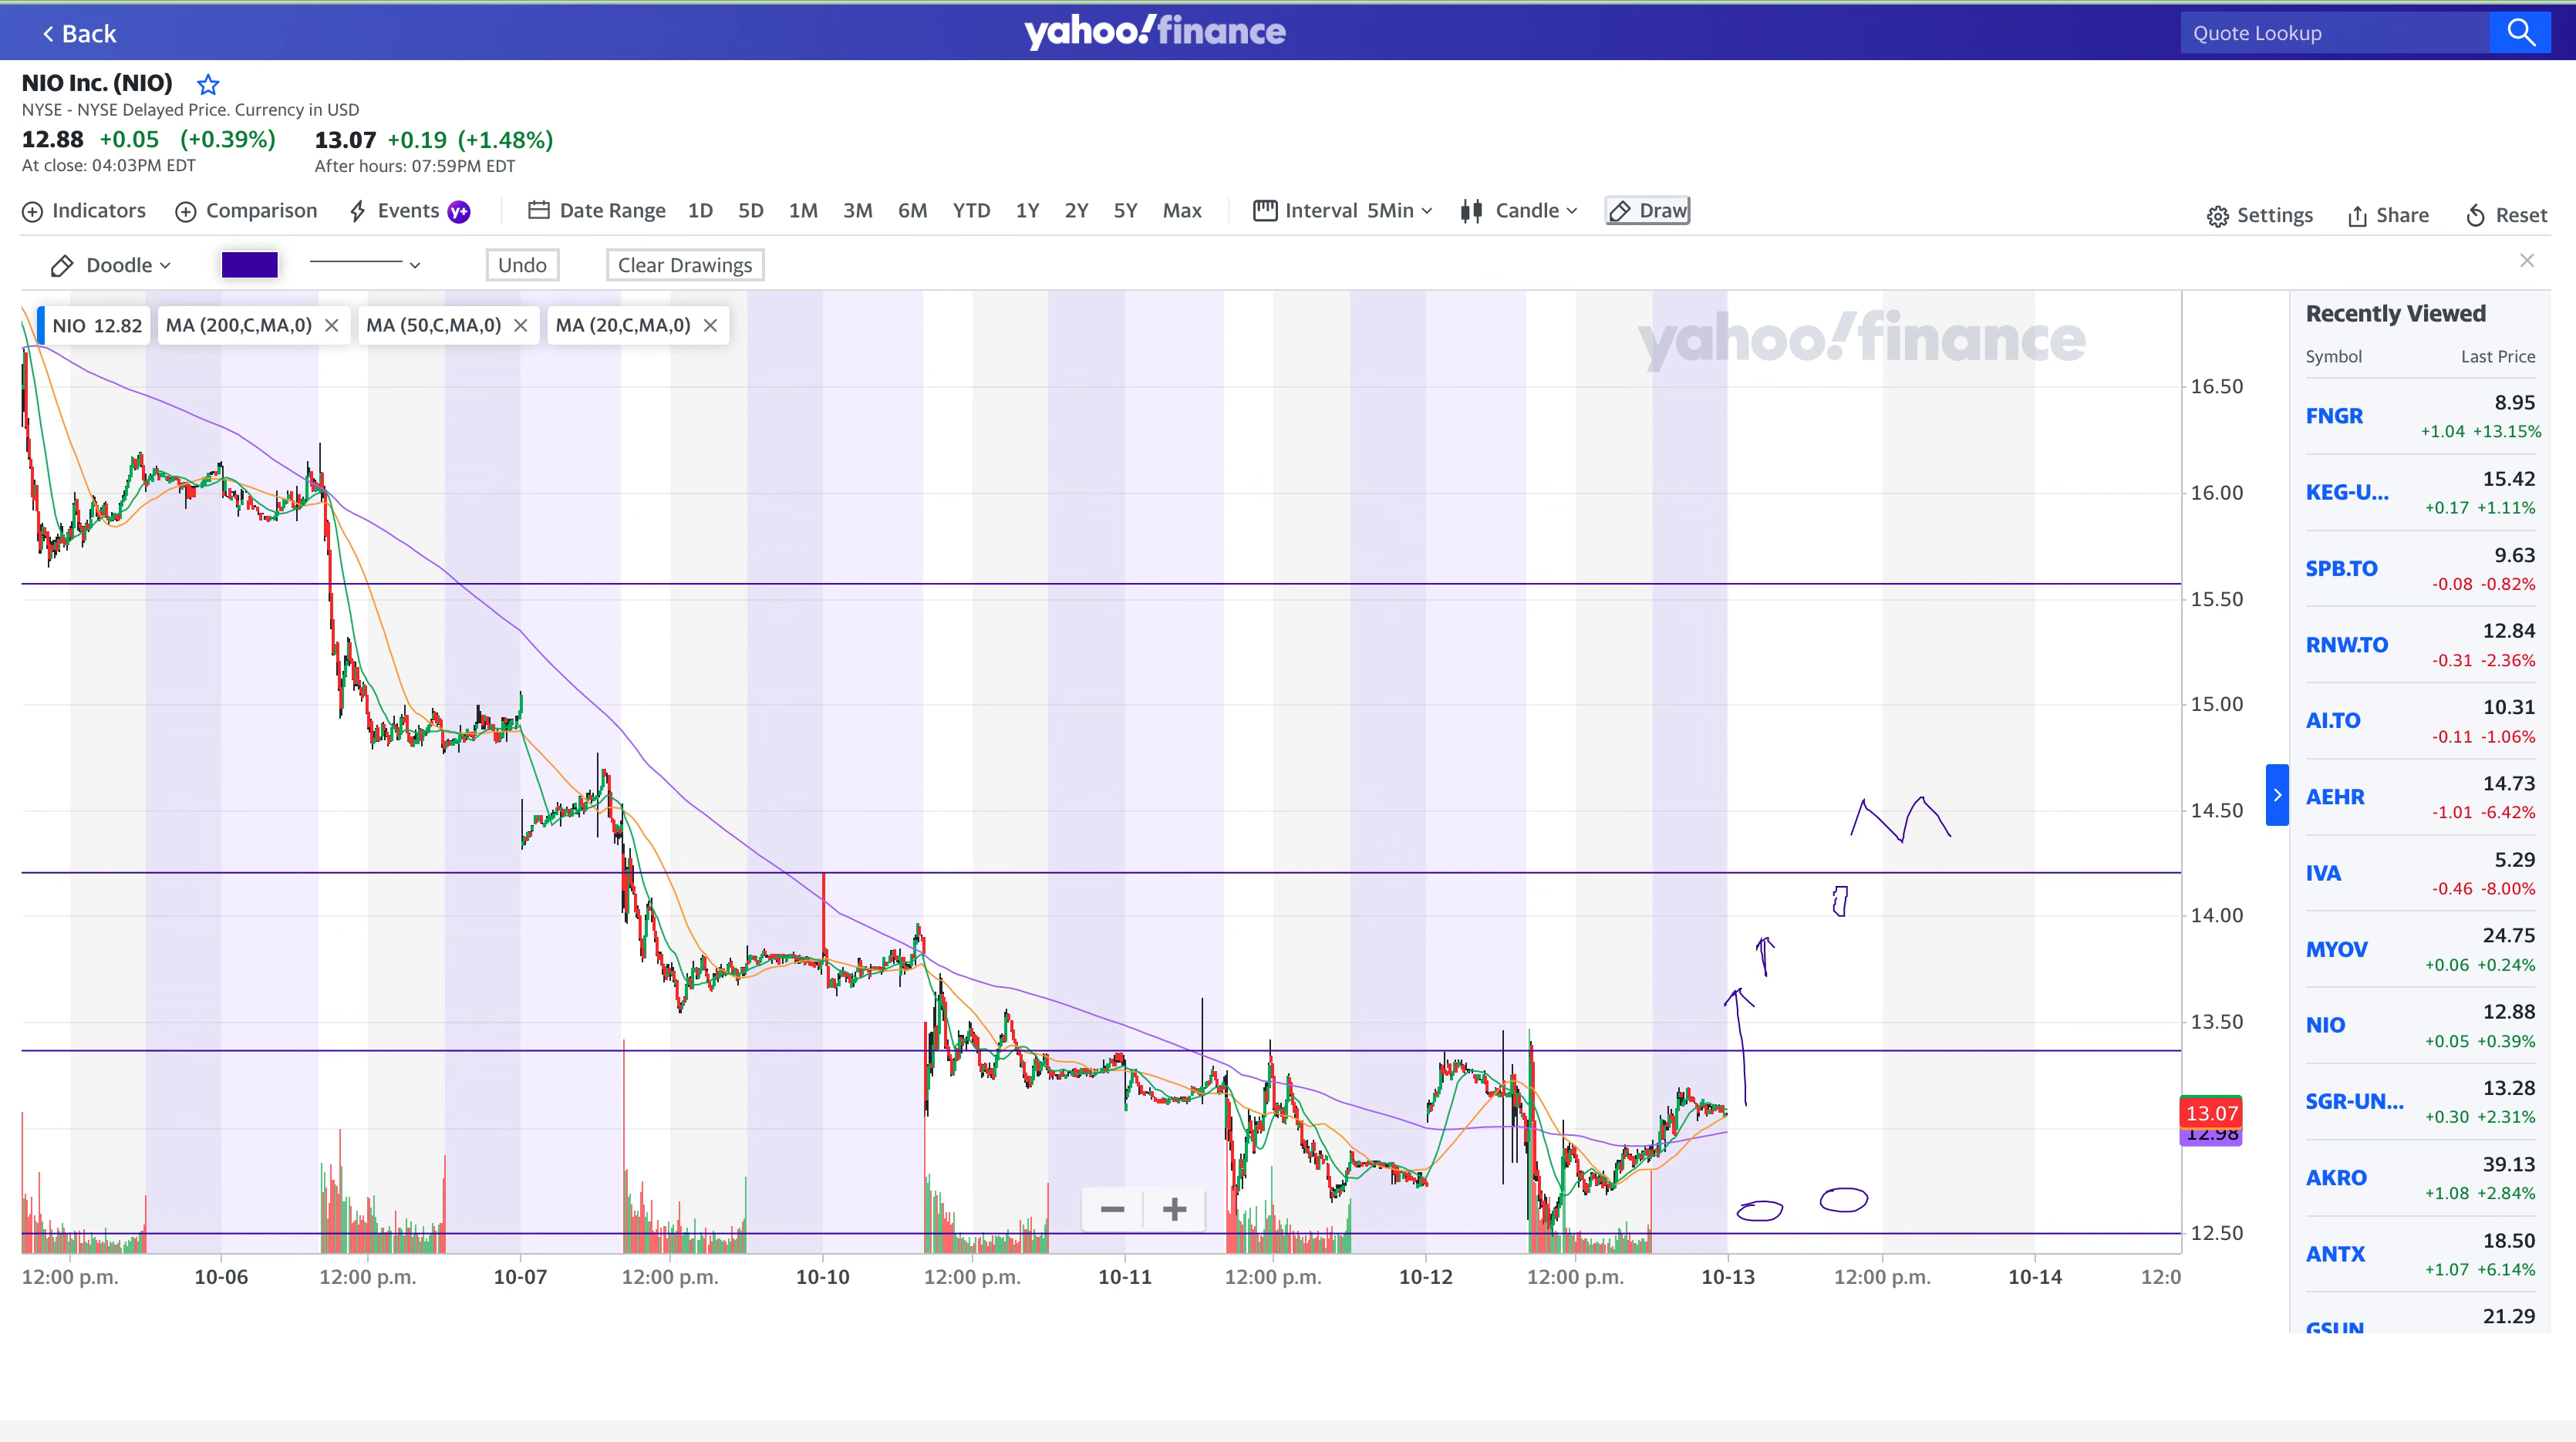 Back
yahoo!finance
Quote Lookup
NIO Inc. (NIO)
NYSE - NYSE Delayed Price. Currency in USD
12.88 +0.05 (+0.39%) 13.07 +0.19 (+1.48%)
At close: 04:03PM EDT After hours: 07:59PM EDT
Indicators Comparison Events y+ Date Range 1D 5D 1M 3M 6M YTD 1Y 2Y 5Y Max Interval 5Min Candle Draw Settings Share Reset
Doodle Undo Clear Drawings
NIO 12.82 MA (200,C,MA,0) MA (50,C,MA,0) MA (20,C,MA,0)
yahoo!finance
16.50
16.00
15.50
15.00
14.50
14.00
13.50
13.07
12.98
12.50
12:00 p.m. 10-06 12:00 p.m. 10-07 12:00 p.m. 10-10 12:00 p.m. 10-11 12:00 p.m. 10-12 12:00 p.m. 10-13 12:00 p.m. 10-14 12:0
Recently Viewed
Symbol Last Price
FNGR 8.95
+1.04 +13.15%
KEG-U... 15.42
+0.17 +1.11%
SPB.TO 9.63
-0.08 -0.82%
RNW.TO 12.84
-0.31 -2.36%
AI.TO 10.31
-0.11 -1.06%
AEHR 14.73
-1.01 -6.42%
IVA 5.29
-0.46 -8.00%
MYOV 24.75
+0.06 +0.24%
NIO 12.88
+0.05 +0.39%
SGR-UN... 13.28
+0.30 +2.31%
AKRO 39.13
+1.08 +2.84%
ANTX 18.50
+1.07 +6.14%
GSUN 21.29